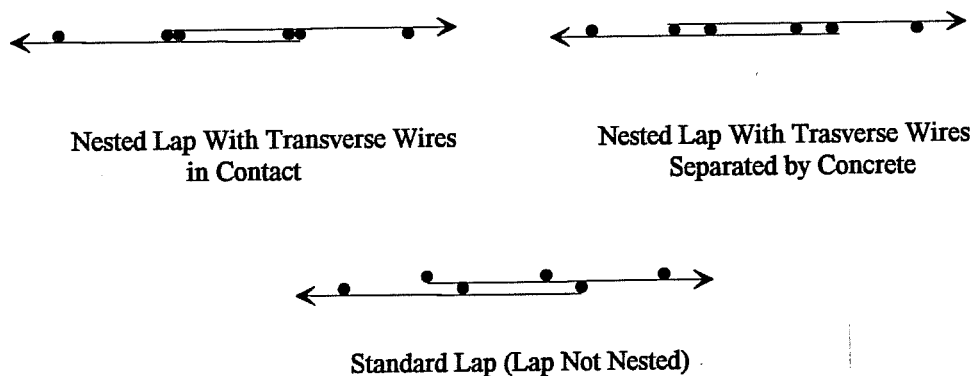 Nested Lap With Transverse Wires
in Contact
Nested Lap With Trasverse Wires
Separated by Concrete
Standard Lap (Lap Not Nested)